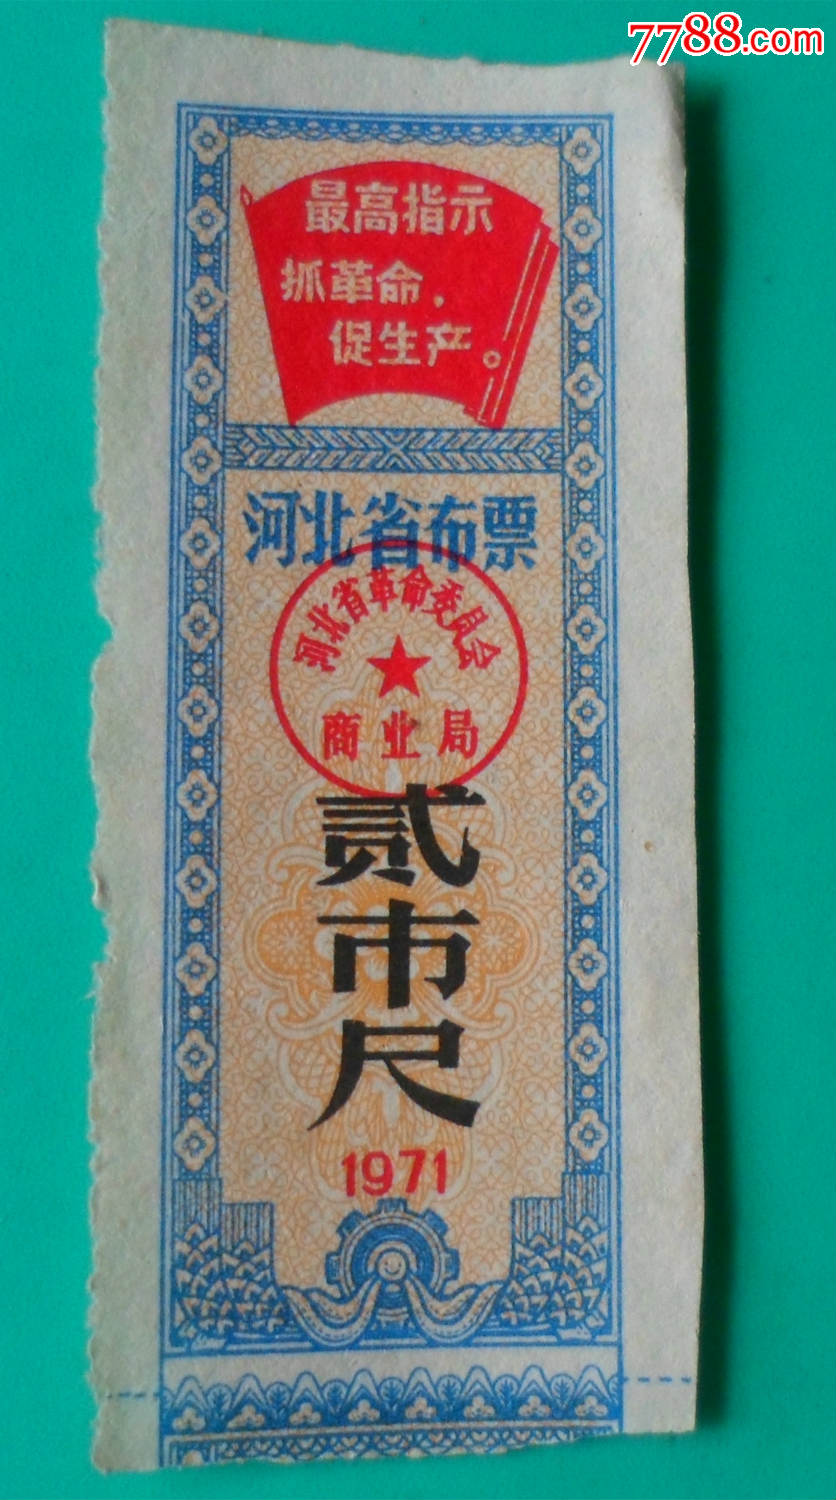 7788.com
最高指示
抓革命，
促生产。
河北省布票
河北省革命委员会
商业局
贰市尺
1971